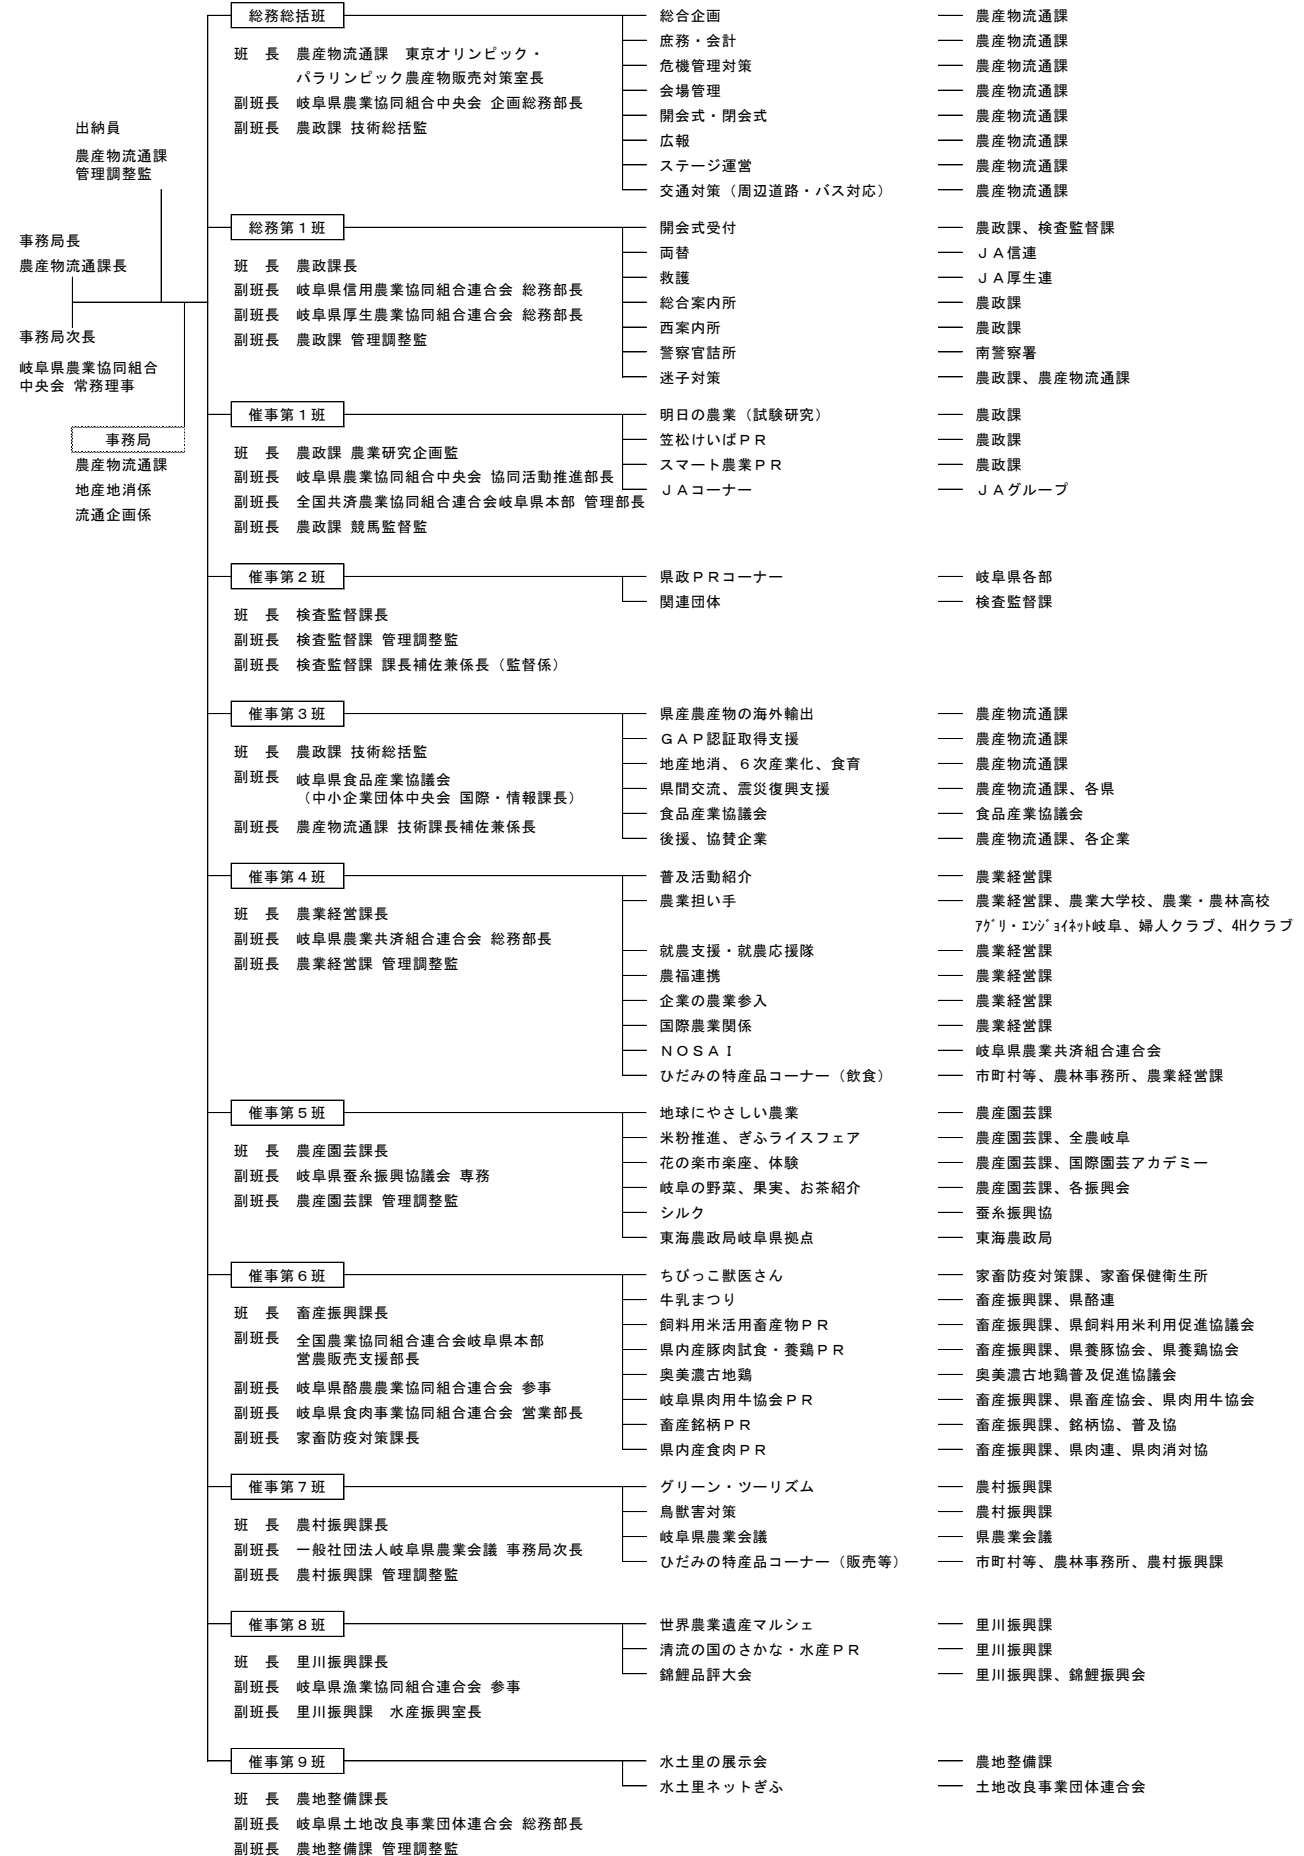 出納員
農産物流通課
管理調整監
事務局長
農産物流通課長
事務局次長
岐阜県農業協同組合
中央会 常務理事
事務局
農産物流通課
地産地消係
流通企画係
総務総括班
班　長　農産物流通課　東京オリンピック・
パラリンピック農産物販売対策室長
副班長　岐阜県農業協同組合中央会 企画総務部長
副班長　農政課 技術総括監
総合企画　農産物流通課
庶務・会計　農産物流通課
危機管理対策　農産物流通課
会場管理　農産物流通課
開会式・閉会式　農産物流通課
広報　農産物流通課
ステージ運営　農産物流通課
交通対策（周辺道路・バス対応）　農産物流通課
総務第１班
班　長　農政課長
副班長　岐阜県信用農業協同組合連合会 総務部長
副班長　岐阜県厚生農業協同組合連合会 総務部長
副班長　農政課 管理調整監
開会式受付　農政課、検査監督課
両替　ＪＡ信連
救護　ＪＡ厚生連
総合案内所　農政課
西案内所　農政課
警察官詰所　南警察署
迷子対策　農政課、農産物流通課
催事第１班
班　長　農政課 農業研究企画監
副班長　岐阜県農業協同組合中央会 協同活動推進部長
副班長　全国共済農業協同組合連合会岐阜県本部 管理部長
副班長　農政課 競馬監督監
明日の農業（試験研究）　農政課
笠松けいばＰＲ　農政課
スマート農業ＰＲ　農政課
ＪＡコーナー　ＪＡグループ
催事第２班
班　長　検査監督課長
副班長　検査監督課 管理調整監
副班長　検査監督課 課長補佐兼係長（監督係）
県政ＰＲコーナー　岐阜県各部
関連団体　検査監督課
催事第３班
班　長　農政課 技術総括監
副班長　岐阜県食品産業協議会
（中小企業団体中央会 国際・情報課長）
副班長　農産物流通課 技術課長補佐兼係長
県産農産物の海外輸出　農産物流通課
ＧＡＰ認証取得支援　農産物流通課
地産地消、６次産業化、食育　農産物流通課
県間交流、震災復興支援　農産物流通課、各県
食品産業協議会　食品産業協議会
後援、協賛企業　農産物流通課、各企業
催事第４班
班　長　農業経営課長
副班長　岐阜県農業共済組合連合会 総務部長
副班長　農業経営課 管理調整監
普及活動紹介　農業経営課
農業担い手　農業経営課、農業大学校、農業・農林高校
ｱｸﾞﾘ・ｴﾝｼﾞｮｲﾈｯﾄ岐阜、婦人クラブ、4Hクラブ
就農支援・就農応援隊　農業経営課
農福連携　農業経営課
企業の農業参入　農業経営課
国際農業関係　農業経営課
ＮＯＳＡＩ　岐阜県農業共済組合連合会
ひだみの特産品コーナー（飲食）　市町村等、農林事務所、農業経営課
催事第５班
班　長　農産園芸課長
副班長　岐阜県蚕糸振興協議会 専務
副班長　農産園芸課 管理調整監
地球にやさしい農業　農産園芸課
米粉推進、ぎふライスフェア　農産園芸課、全農岐阜
花の楽市楽座、体験　農産園芸課、国際園芸アカデミー
岐阜の野菜、果実、お茶紹介　農産園芸課、各振興会
シルク　蚕糸振興協
東海農政局岐阜県拠点　東海農政局
催事第６班
班　長　畜産振興課長
副班長　全国農業協同組合連合会岐阜県本部
営農販売支援部長
副班長　岐阜県酪農農業協同組合連合会 参事
副班長　岐阜県食肉事業協同組合連合会 営業部長
副班長　家畜防疫対策課長
ちびっこ獣医さん　家畜防疫対策課、家畜保健衛生所
牛乳まつり　畜産振興課、県酪連
飼料用米活用畜産物ＰＲ　畜産振興課、県飼料用米利用促進協議会
県内産豚肉試食・養鶏ＰＲ　畜産振興課、県養豚協会、県養鶏協会
奥美濃古地鶏　奥美濃古地鶏普及促進協議会
岐阜県肉用牛協会ＰＲ　畜産振興課、県畜産協会、県肉用牛協会
畜産銘柄ＰＲ　畜産振興課、銘柄協、普及協
県内産食肉ＰＲ　畜産振興課、県肉連、県肉消対協
催事第７班
班　長　農村振興課長
副班長　一般社団法人岐阜県農業会議 事務局次長
副班長　農村振興課 管理調整監
グリーン・ツーリズム　農村振興課
鳥獣害対策　農村振興課
岐阜県農業会議　県農業会議
ひだみの特産品コーナー（販売等）　市町村等、農林事務所、農村振興課
催事第８班
班　長　里川振興課長
副班長　岐阜県漁業協同組合連合会 参事
副班長　里川振興課　水産振興室長
世界農業遺産マルシェ　里川振興課
清流の国のさかな・水産ＰＲ　里川振興課
錦鯉品評大会　里川振興課、錦鯉振興会
催事第９班
班　長　農地整備課長
副班長　岐阜県土地改良事業団体連合会 総務部長
副班長　農地整備課 管理調整監
水土里の展示会　農地整備課
水土里ネットぎふ　土地改良事業団体連合会